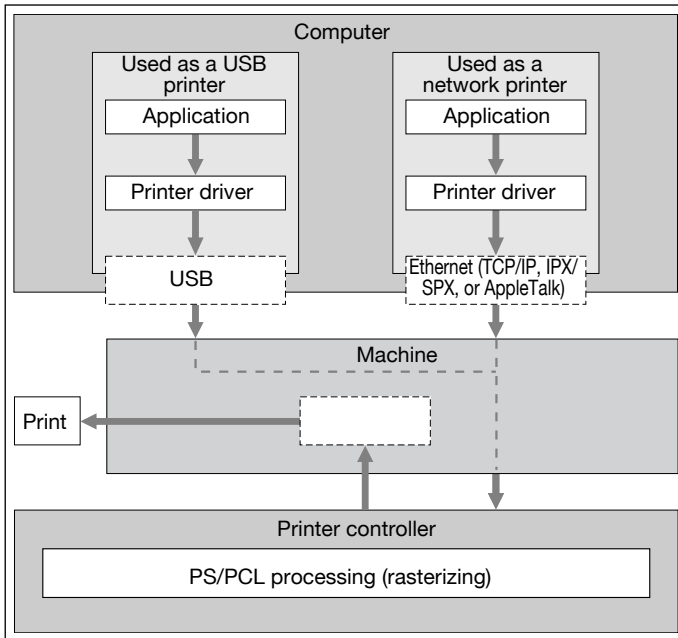 Computer
Used as a USB
printer
Application
Printer driver
USB
Used as a
network printer
Application
Printer driver
Ethernet (TCP/IP, IPX/
SPX, or AppleTalk)
Machine
Print
Printer controller
PS/PCL processing (rasterizing)